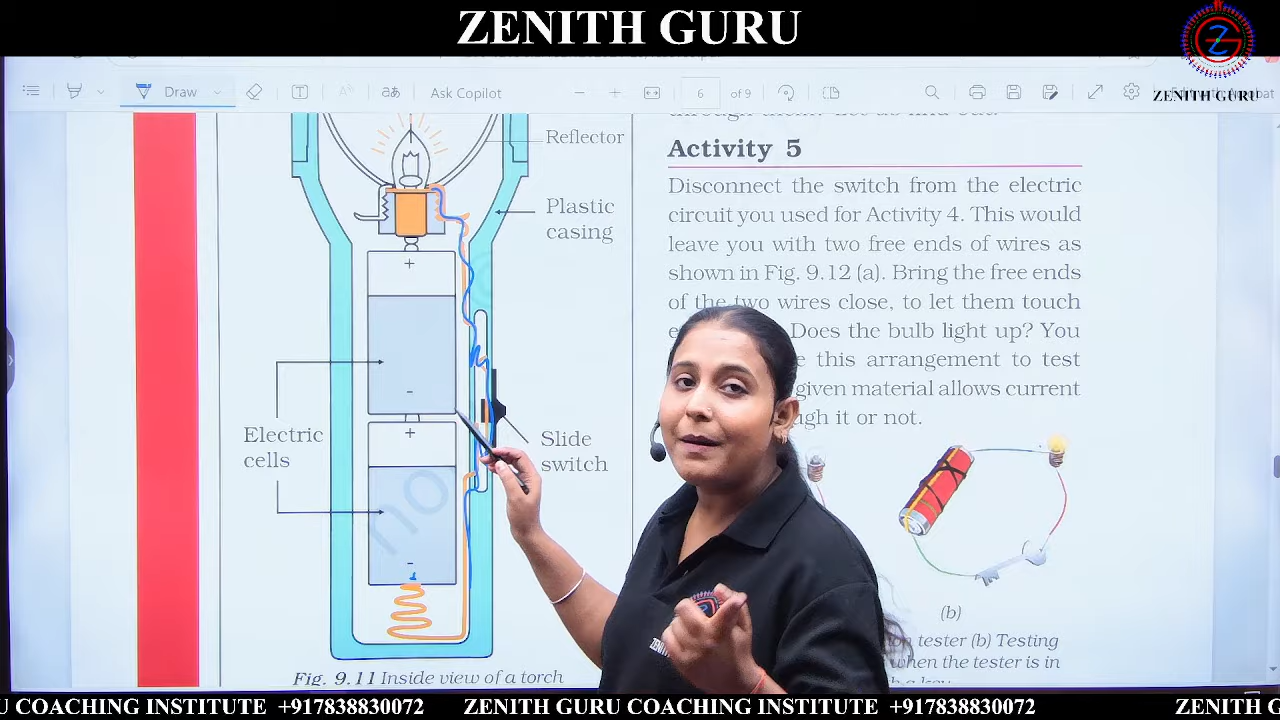 ZENITH GURU
ZENITH GURU
Draw
aあ
Ask Copilot
6
of 9
Reflector
Plastic
casing
+
-
+
-
Electric
cells
Slide
switch
Fig. 9.11 Inside view of a torch
Activity 5
Disconnect the switch from the electric
circuit you used for Activity 4. This would
leave you with two free ends of wires as
shown in Fig. 9.12 (a). Bring the free ends
of the two wires close, to let them touch
Does the bulb light up? You
this arrangement to test
given material allows current
it or not.
(b)
tester (b) Testing
when the tester is in
U COACHING INSTITUTE +917838830072 ZENITH GURU COACHING INSTITUTE +917838830072 ZENITH G